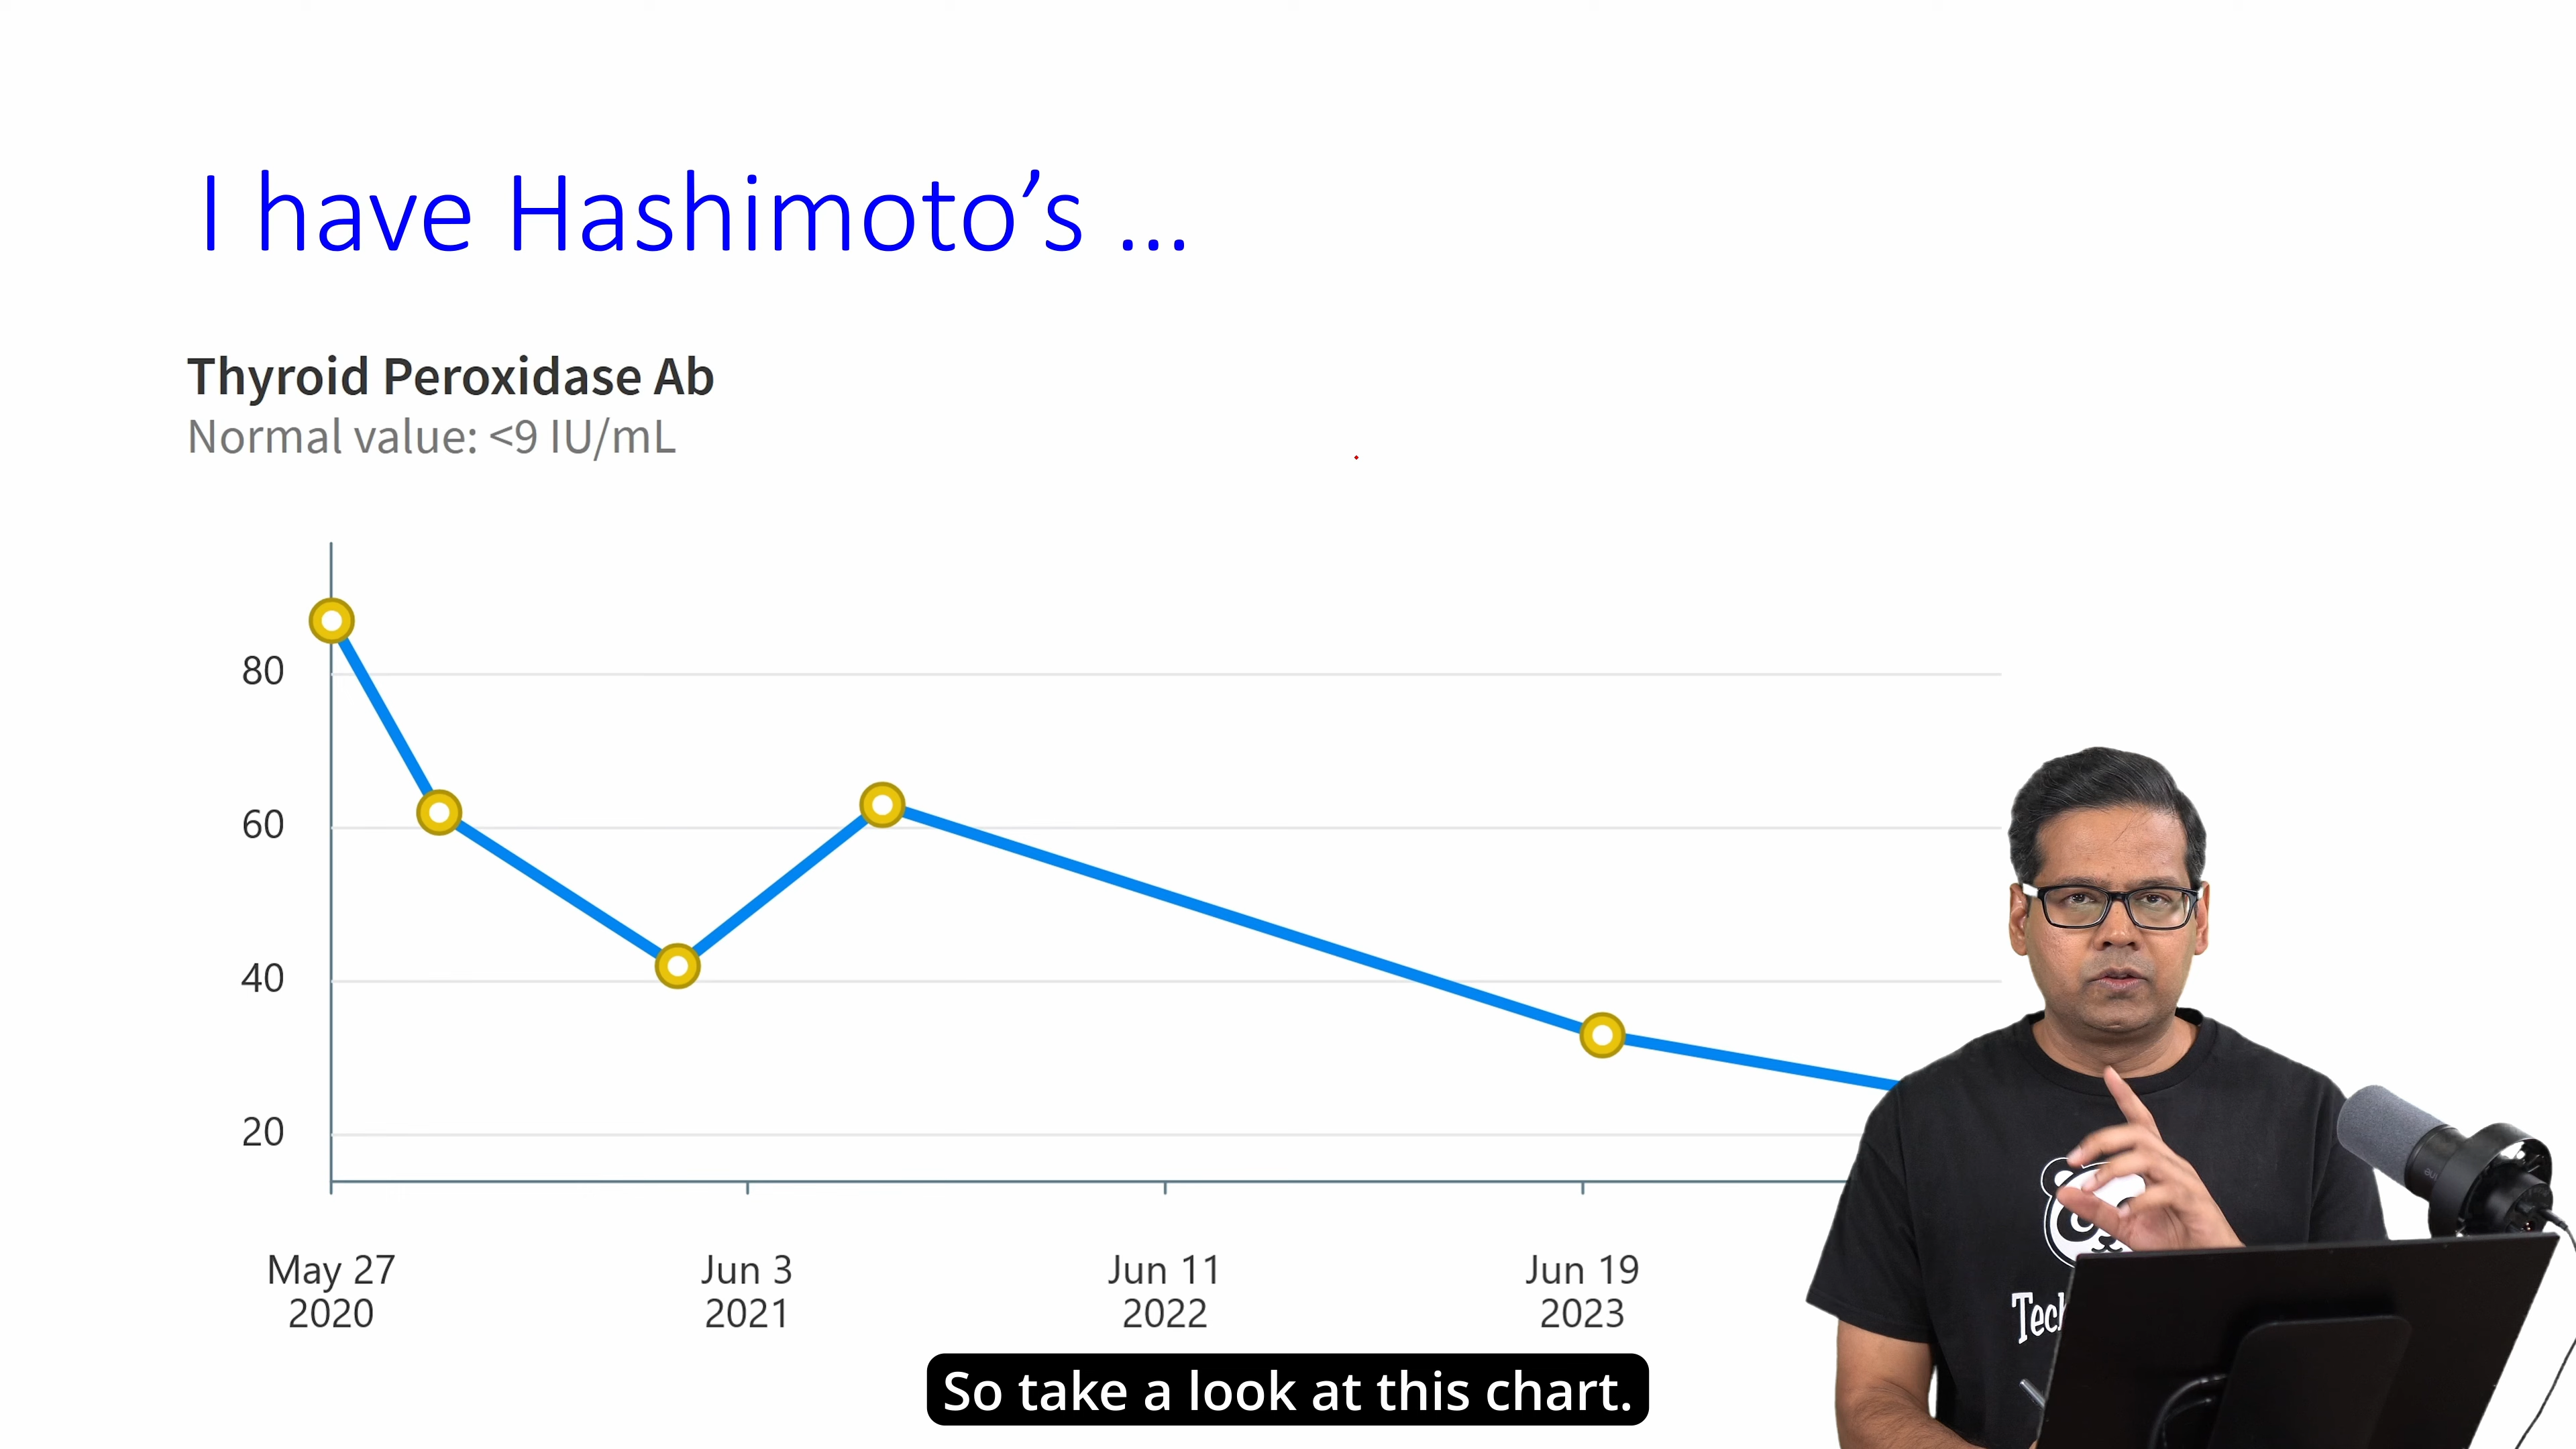 I have Hashimoto’s ...
Thyroid Peroxidase Ab
Normal value: <9 IU/mL
80
60
40
20
May 27
2020
Jun 3
2021
Jun 11
2022
Jun 19
2023
So take a look at this chart.